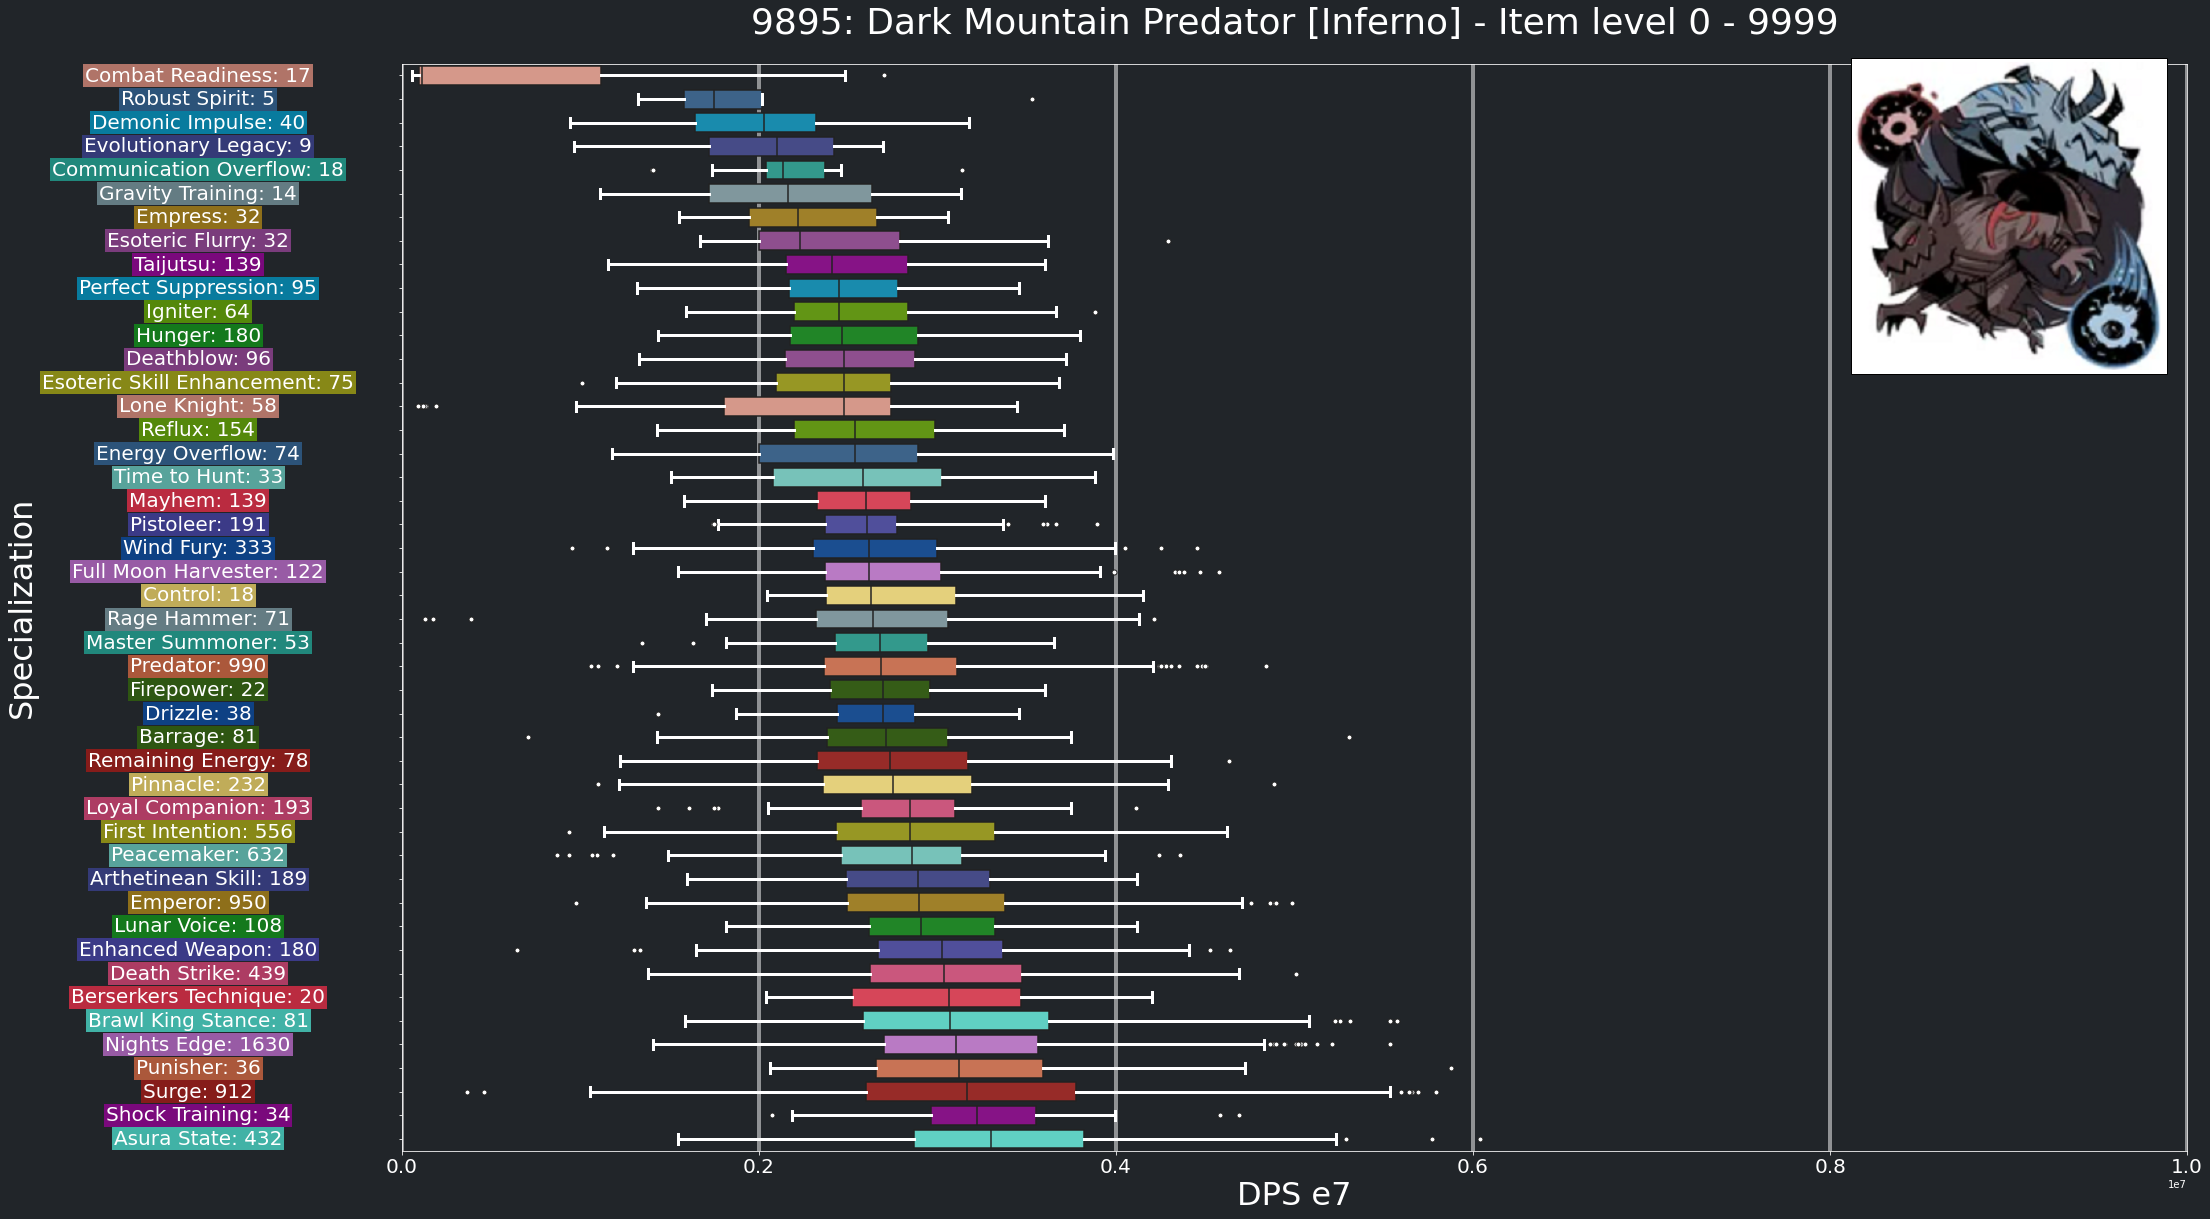 9895: Dark Mountain Predator [Inferno] - Item level 0 - 9999
Specialization
Combat Readiness: 17
Robust Spirit: 5
Demonic Impulse: 40
Evolutionary Legacy: 9
Communication Overflow: 18
Gravity Training: 14
Empress: 32
Esoteric Flurry: 32
Taijutsu: 139
Perfect Suppression: 95
Igniter: 64
Hunger: 180
Deathblow: 96
Esoteric Skill Enhancement: 75
Lone Knight: 58
Reflux: 154
Energy Overflow: 74
Time to Hunt: 33
Mayhem: 139
Pistoleer: 191
Wind Fury: 333
Full Moon Harvester: 122
Control: 18
Rage Hammer: 71
Master Summoner: 53
Predator: 990
Firepower: 22
Drizzle: 38
Barrage: 81
Remaining Energy: 78
Pinnacle: 232
Loyal Companion: 193
First Intention: 556
Peacemaker: 632
Arthetinean Skill: 189
Emperor: 950
Lunar Voice: 108
Enhanced Weapon: 180
Death Strike: 439
Berserkers Technique: 20
Brawl King Stance: 81
Nights Edge: 1630
Punisher: 36
Surge: 912
Shock Training: 34
Asura State: 432
0.0 0.2 0.4 0.6 0.8 1.0
1e7
DPS e7